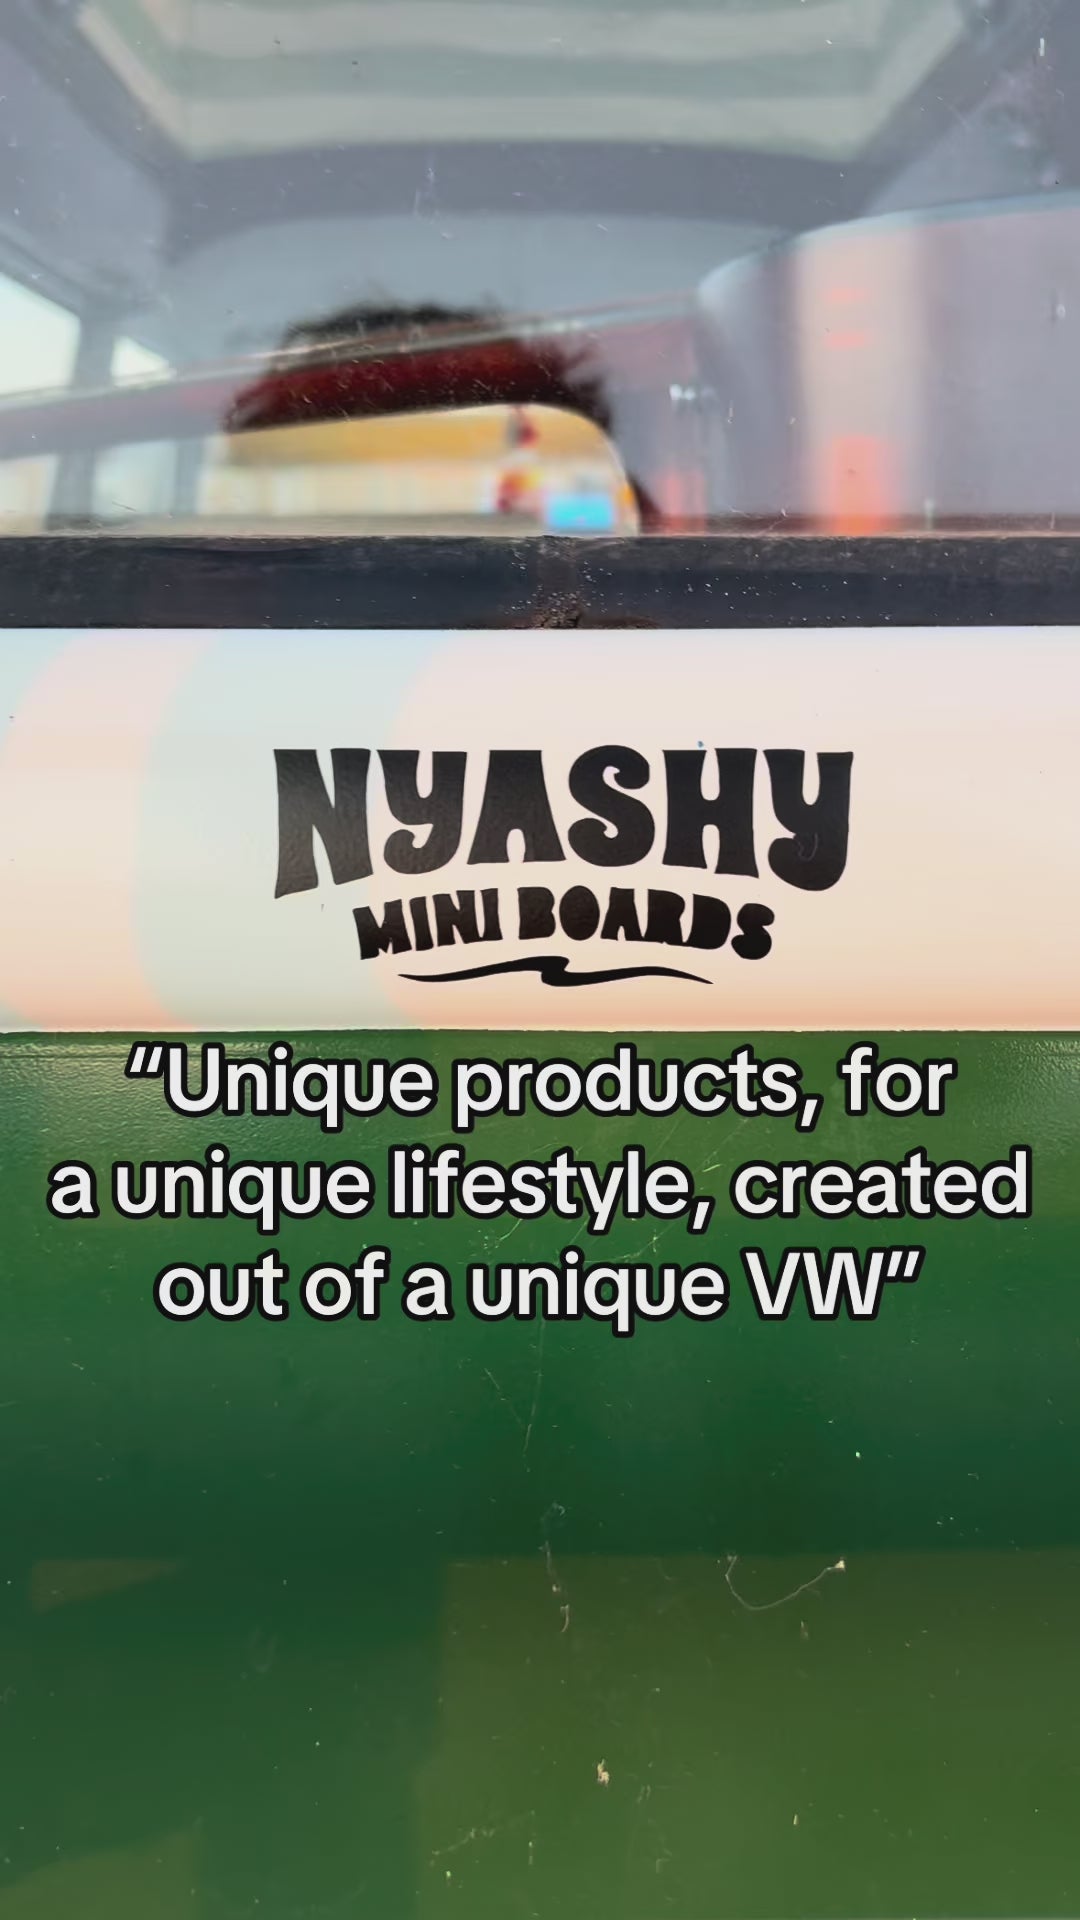 NYASHY
MINI BOARDS
“Unique products, for
a unique lifestyle, created
out of a unique VW”